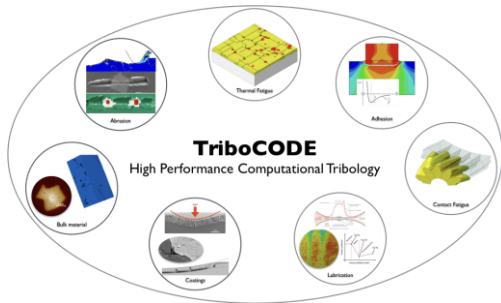 Thermal Fatigue
Abrasion
Adhesion
TriboCODE
High Performance Computational Tribology
Bulk material
Contact Fatigue
Coatings
Lubrication